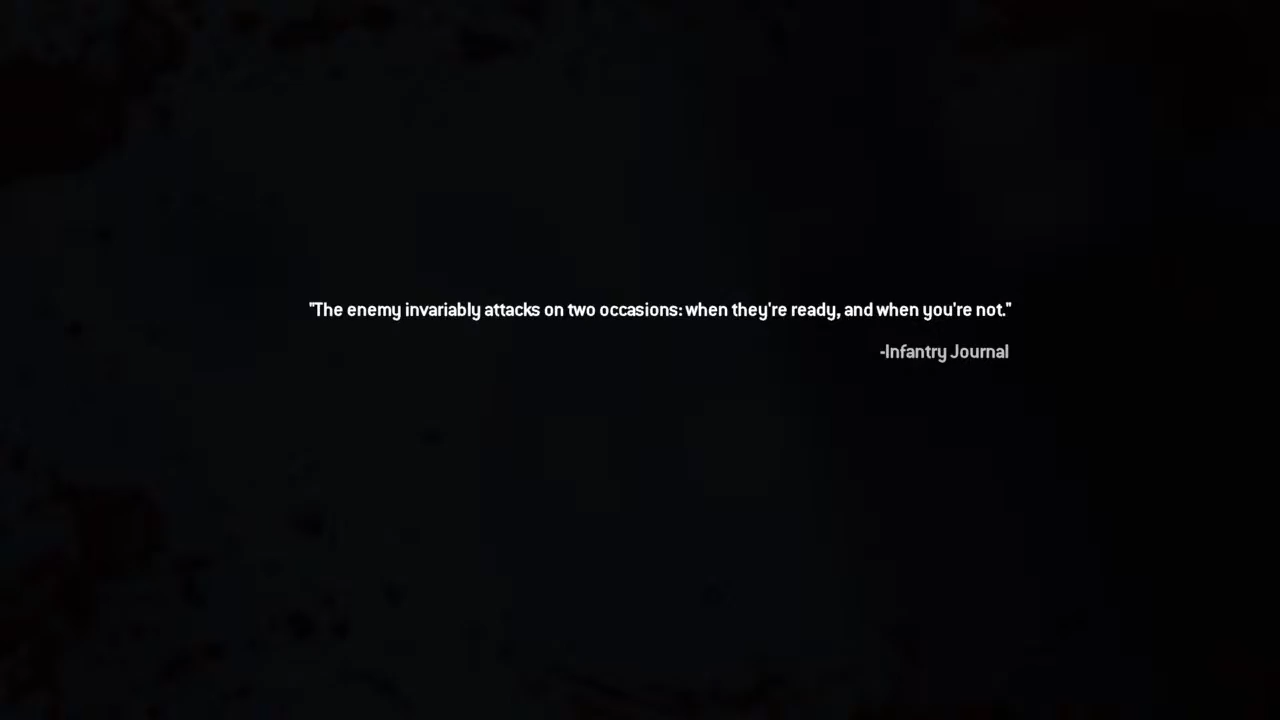 "The enemy invariably attacks on two occasions: when they're ready, and when you're not."
-Infantry Journal